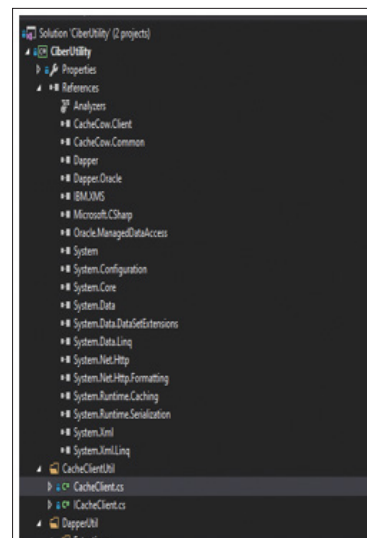 Solution 'CiberUtility' (2 projects)
CiberUtility
Properties
References
Analyzers
CacheCow.Client
CacheCow.Common
Dapper
Dapper.Oracle
IBM.XMS
Microsoft.CSharp
Oracle.ManagedDataAccess
System
System.Configuration
System.Core
System.Data
System.Data.DataSetExtensions
System.Data.Linq
System.Net.Http
System.Net.Http.Formatting
System.Runtime.Caching
System.Runtime.Serialization
System.Xml
System.Xml.Linq
CacheClientUtil
CacheClient.cs
ICacheClient.cs
DapperUtil